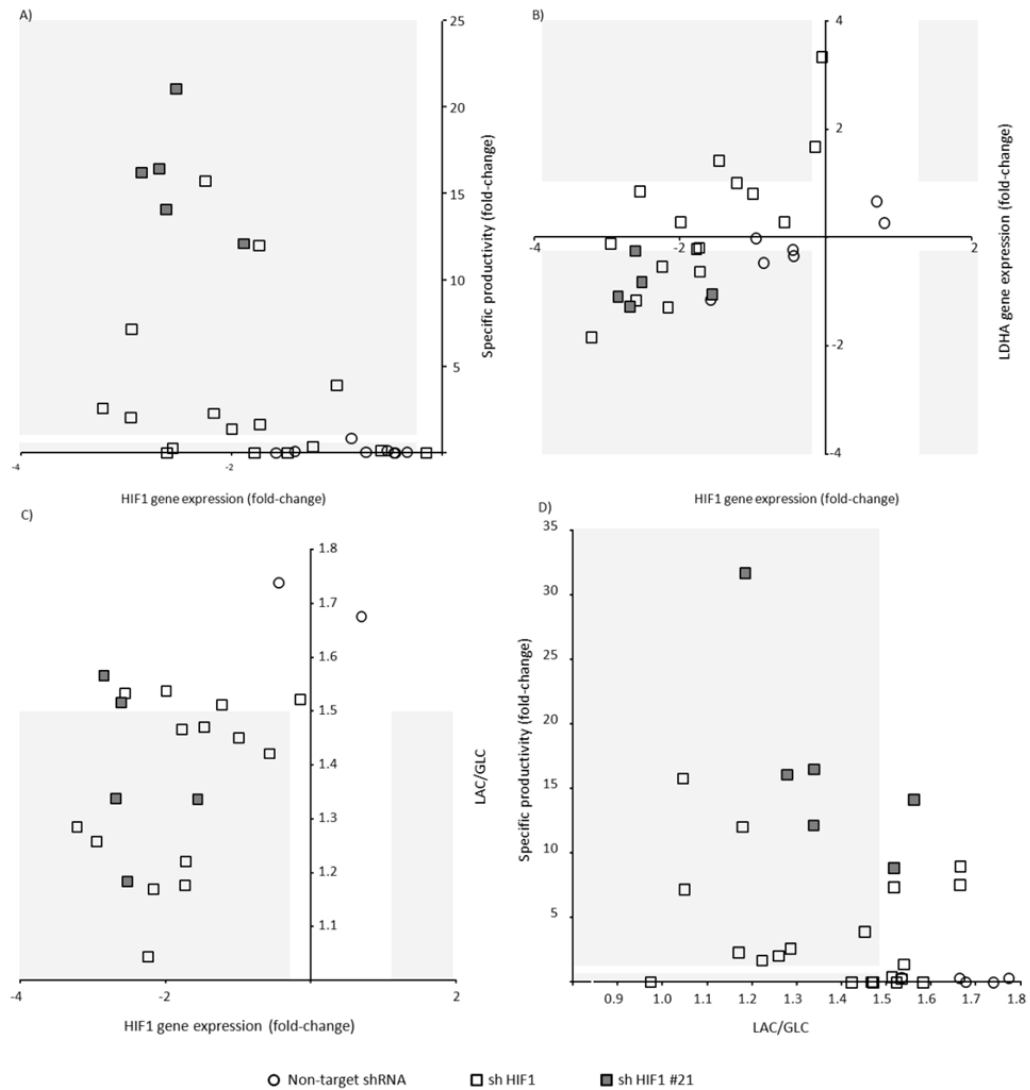 A)
25
20
15
10
5
-4
-2
Specific productivity (fold-change)
HIF1 gene expression (fold-change)
B)
4
2
-4
-2
2
-2
-4
LDHA gene expression (fold-change)
HIF1 gene expression (fold-change)
C)
1.8
1.7
1.6
1.5
1.4
1.3
1.2
1.1
-4
-2
2
LAC/GLC
HIF1 gene expression (fold-change)
D)
35
30
25
20
15
10
5
0.9 1.0 1.1 1.2 1.3 1.4 1.5 1.6 1.7 1.8
Specific productivity (fold-change)
LAC/GLC
Non-target shRNA sh HIF1 sh HIF1 #21